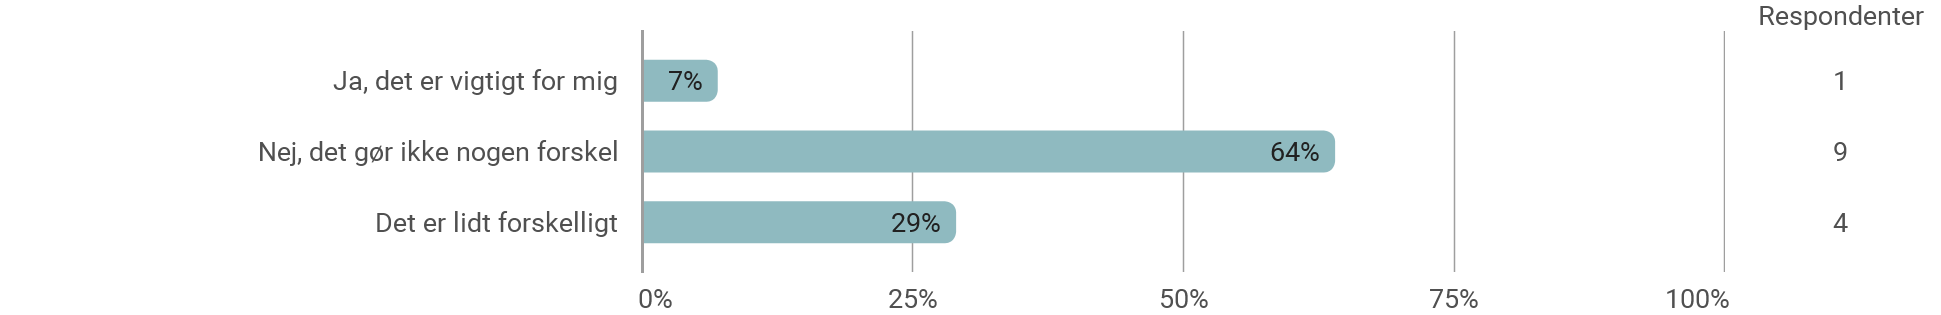 Respondenter
Ja, det er vigtigt for mig 7% 1
Nej, det gør ikke nogen forskel 64% 9
Det er lidt forskelligt 29% 4
0% 25% 50% 75% 100%